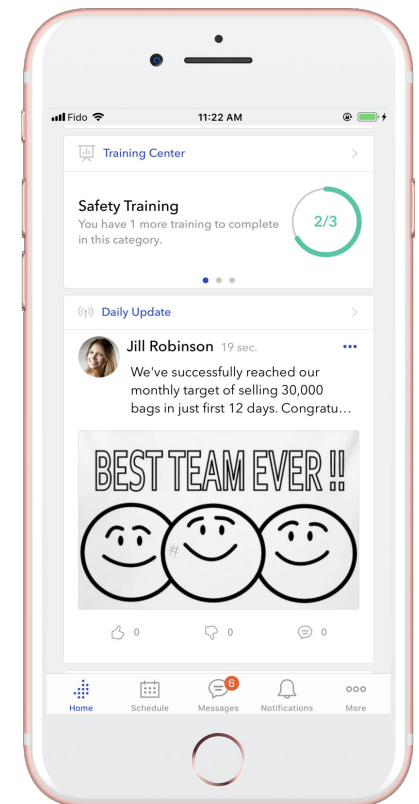 Fido
11:22 AM
Training Center
Safety Training
You have 1 more training to complete
in this category.
2/3
Daily Update
Jill Robinson 19 sec.
We've successfully reached our
monthly target of selling 30,000
bags in just first 12 days. Congratu...
BEST TEAM EVER !!
#
0
0
0
6
Home
Schedule
Messages
Notifications
More